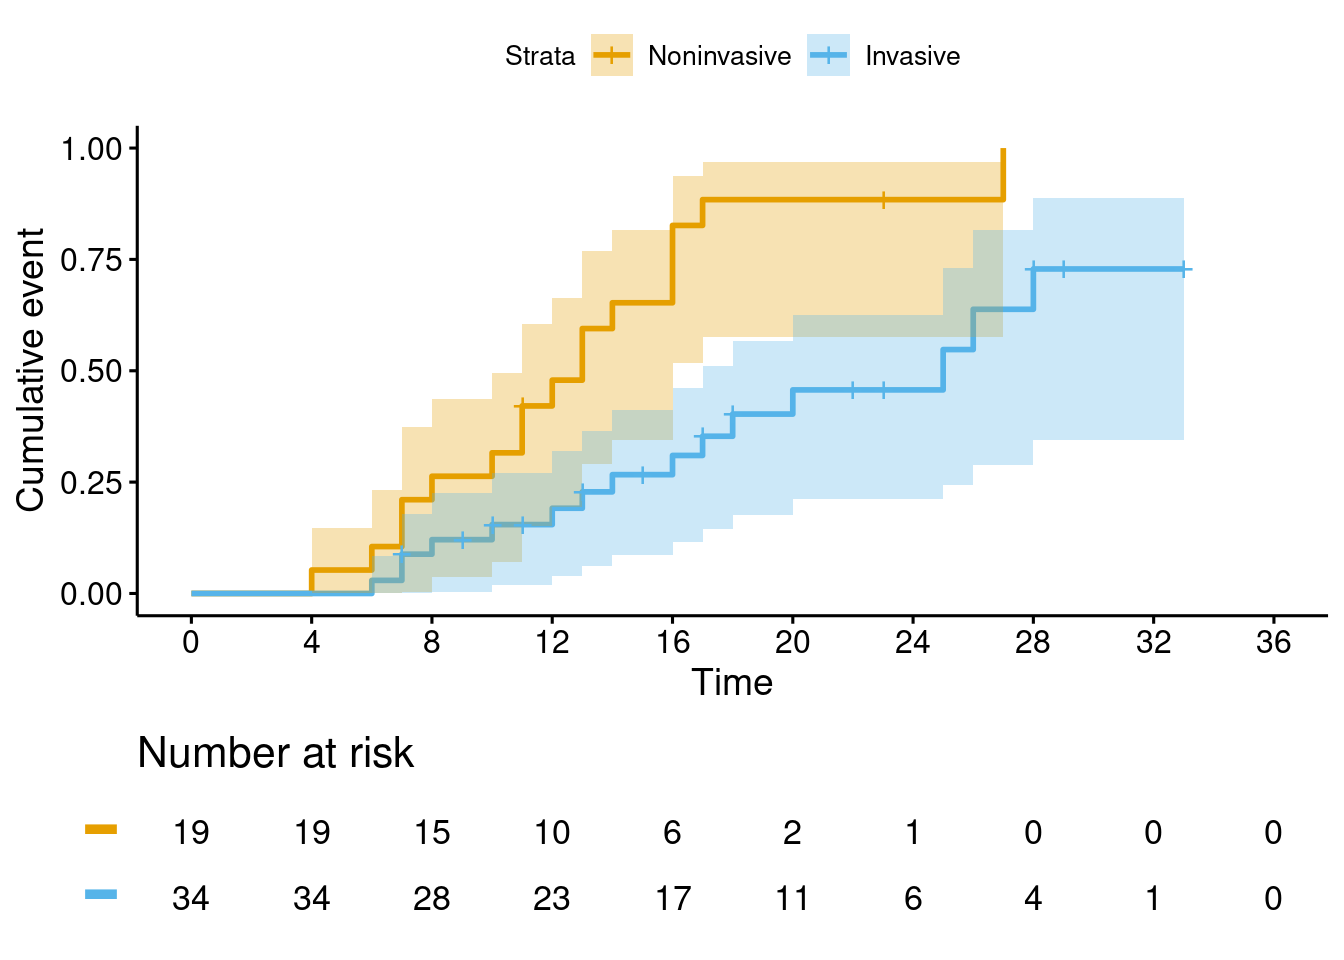 Strata Noninvasive Invasive
1.00
0.75
0.50
0.25
0.00
Cumulative event
0 4 8 12 16 20 24 28 32 36
Time
Number at risk
19 19 15 10 6 2 1 0 0 0
34 34 28 23 17 11 6 4 1 0